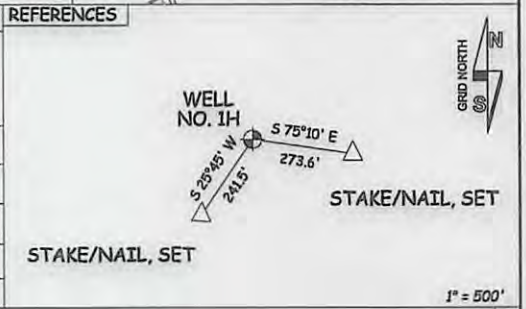 REFERENCES
GRID NORTH
N
S
WELL
NO. 1H
S 75°10' E
273.6'
S 25°45' W
241.5'
STAKE/NAIL, SET
STAKE/NAIL, SET
1" = 500'